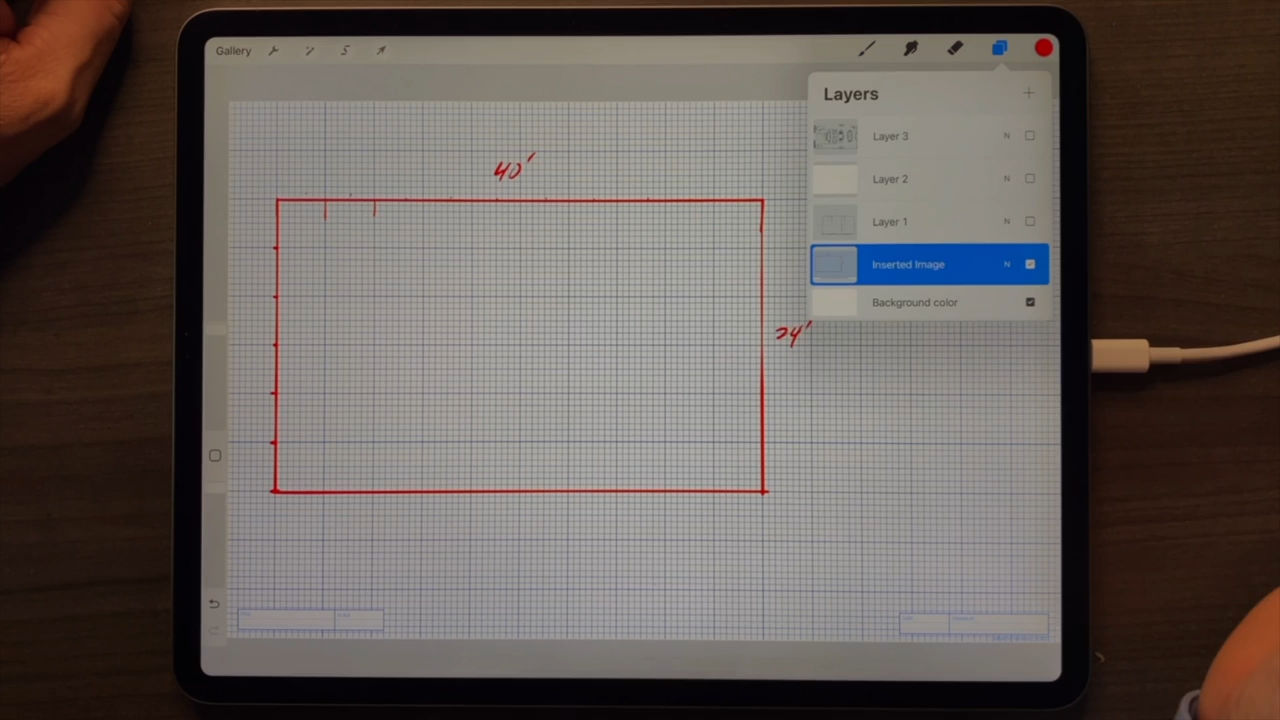 Gallery
Layers
40'
Layer 3 N
Layer 2 N
Layer 1 N
Inserted Image N
Background color
24'